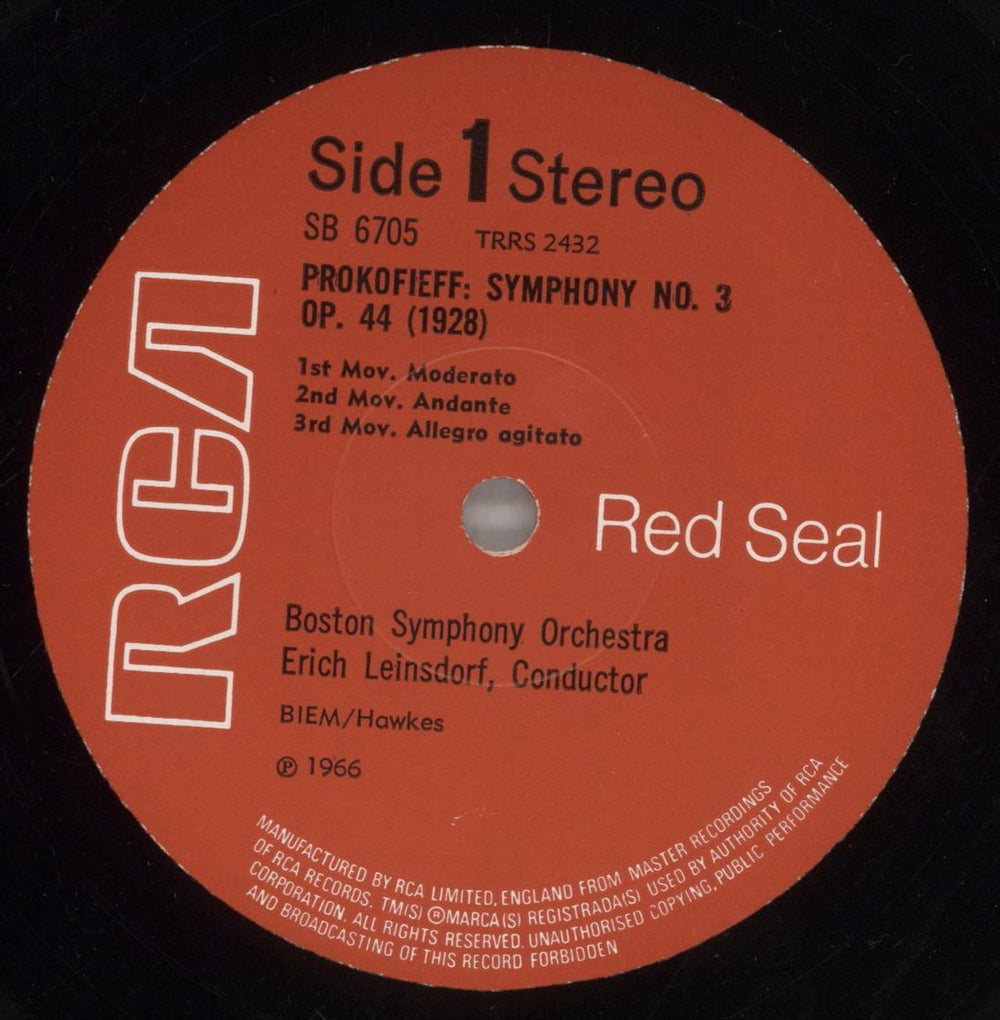 Side 1 Stereo
SB 6705 TRRS 2432
PROKOFIEFF: SYMPHONY NO. 3
OP. 44 (1928)
1st Mov. Moderato
2nd Mov. Andante
3rd Mov. Allegro agitato
RCA
Red Seal
Boston Symphony Orchestra
Erich Leinsdorf, Conductor
BIEM/Hawkes
℗ 1966
MANUFACTURED BY RCA LIMITED, ENGLAND FROM MASTER RECORDINGS
OF RCA RECORDS. TM(S) ® MARCA(S) REGISTRADA(S) USED BY AUTHORITY OF RCA
CORPORATION. ALL RIGHTS RESERVED. UNAUTHORISED COPYING, PUBLIC PERFORMANCE
AND BROADCASTING OF THIS RECORD FORBIDDEN